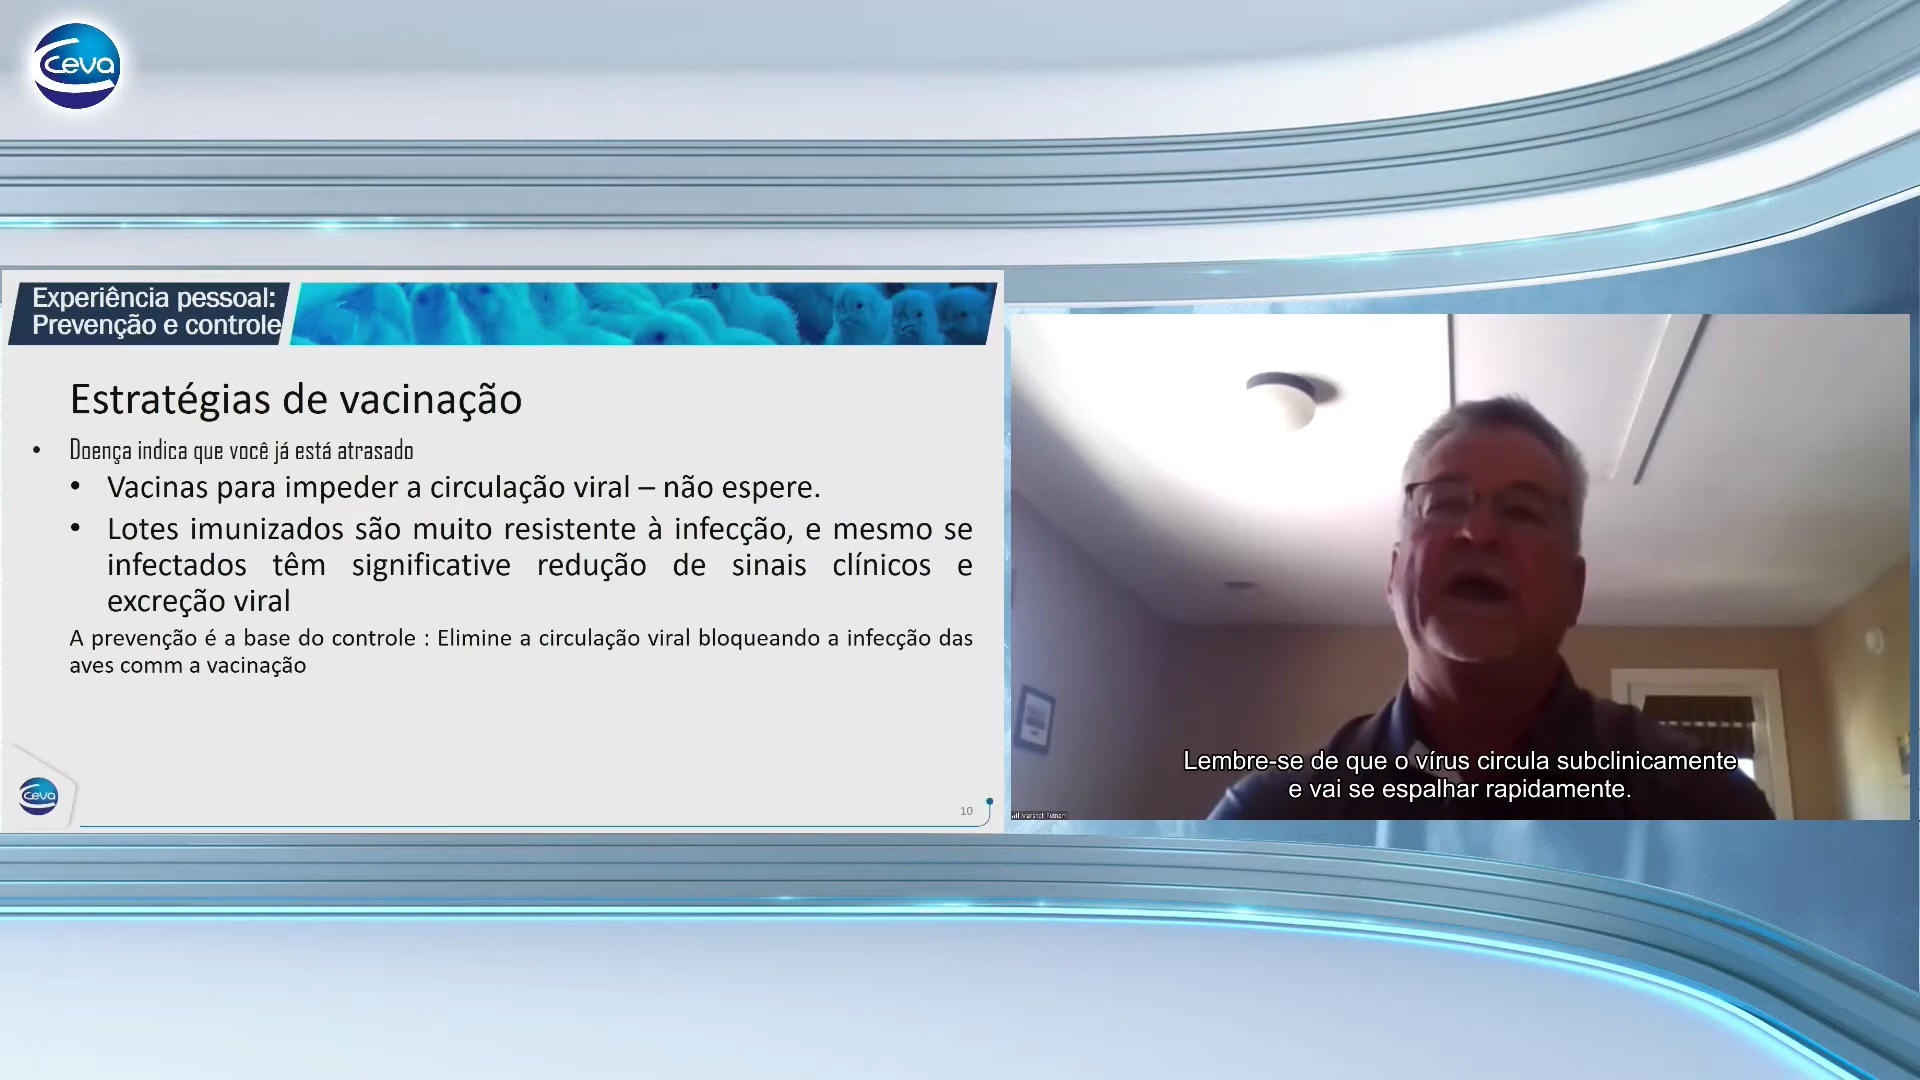 Ceva
Experiência pessoal:
Prevenção e controle
Estratégias de vacinação
• Doença indica que você já está atrasado
• Vacinas para impeder a circulação viral – não espere.
• Lotes imunizados são muito resistente à infecção, e mesmo se
infectados têm significative redução de sinais clínicos e
excreção viral
A prevenção é a base do controle : Elimine a circulação viral bloqueando a infecção das
aves comm a vacinação
Ceva
10
Lembre-se de que o vírus circula subclinicamente
e vai se espalhar rapidamente.
Marshall Putnam